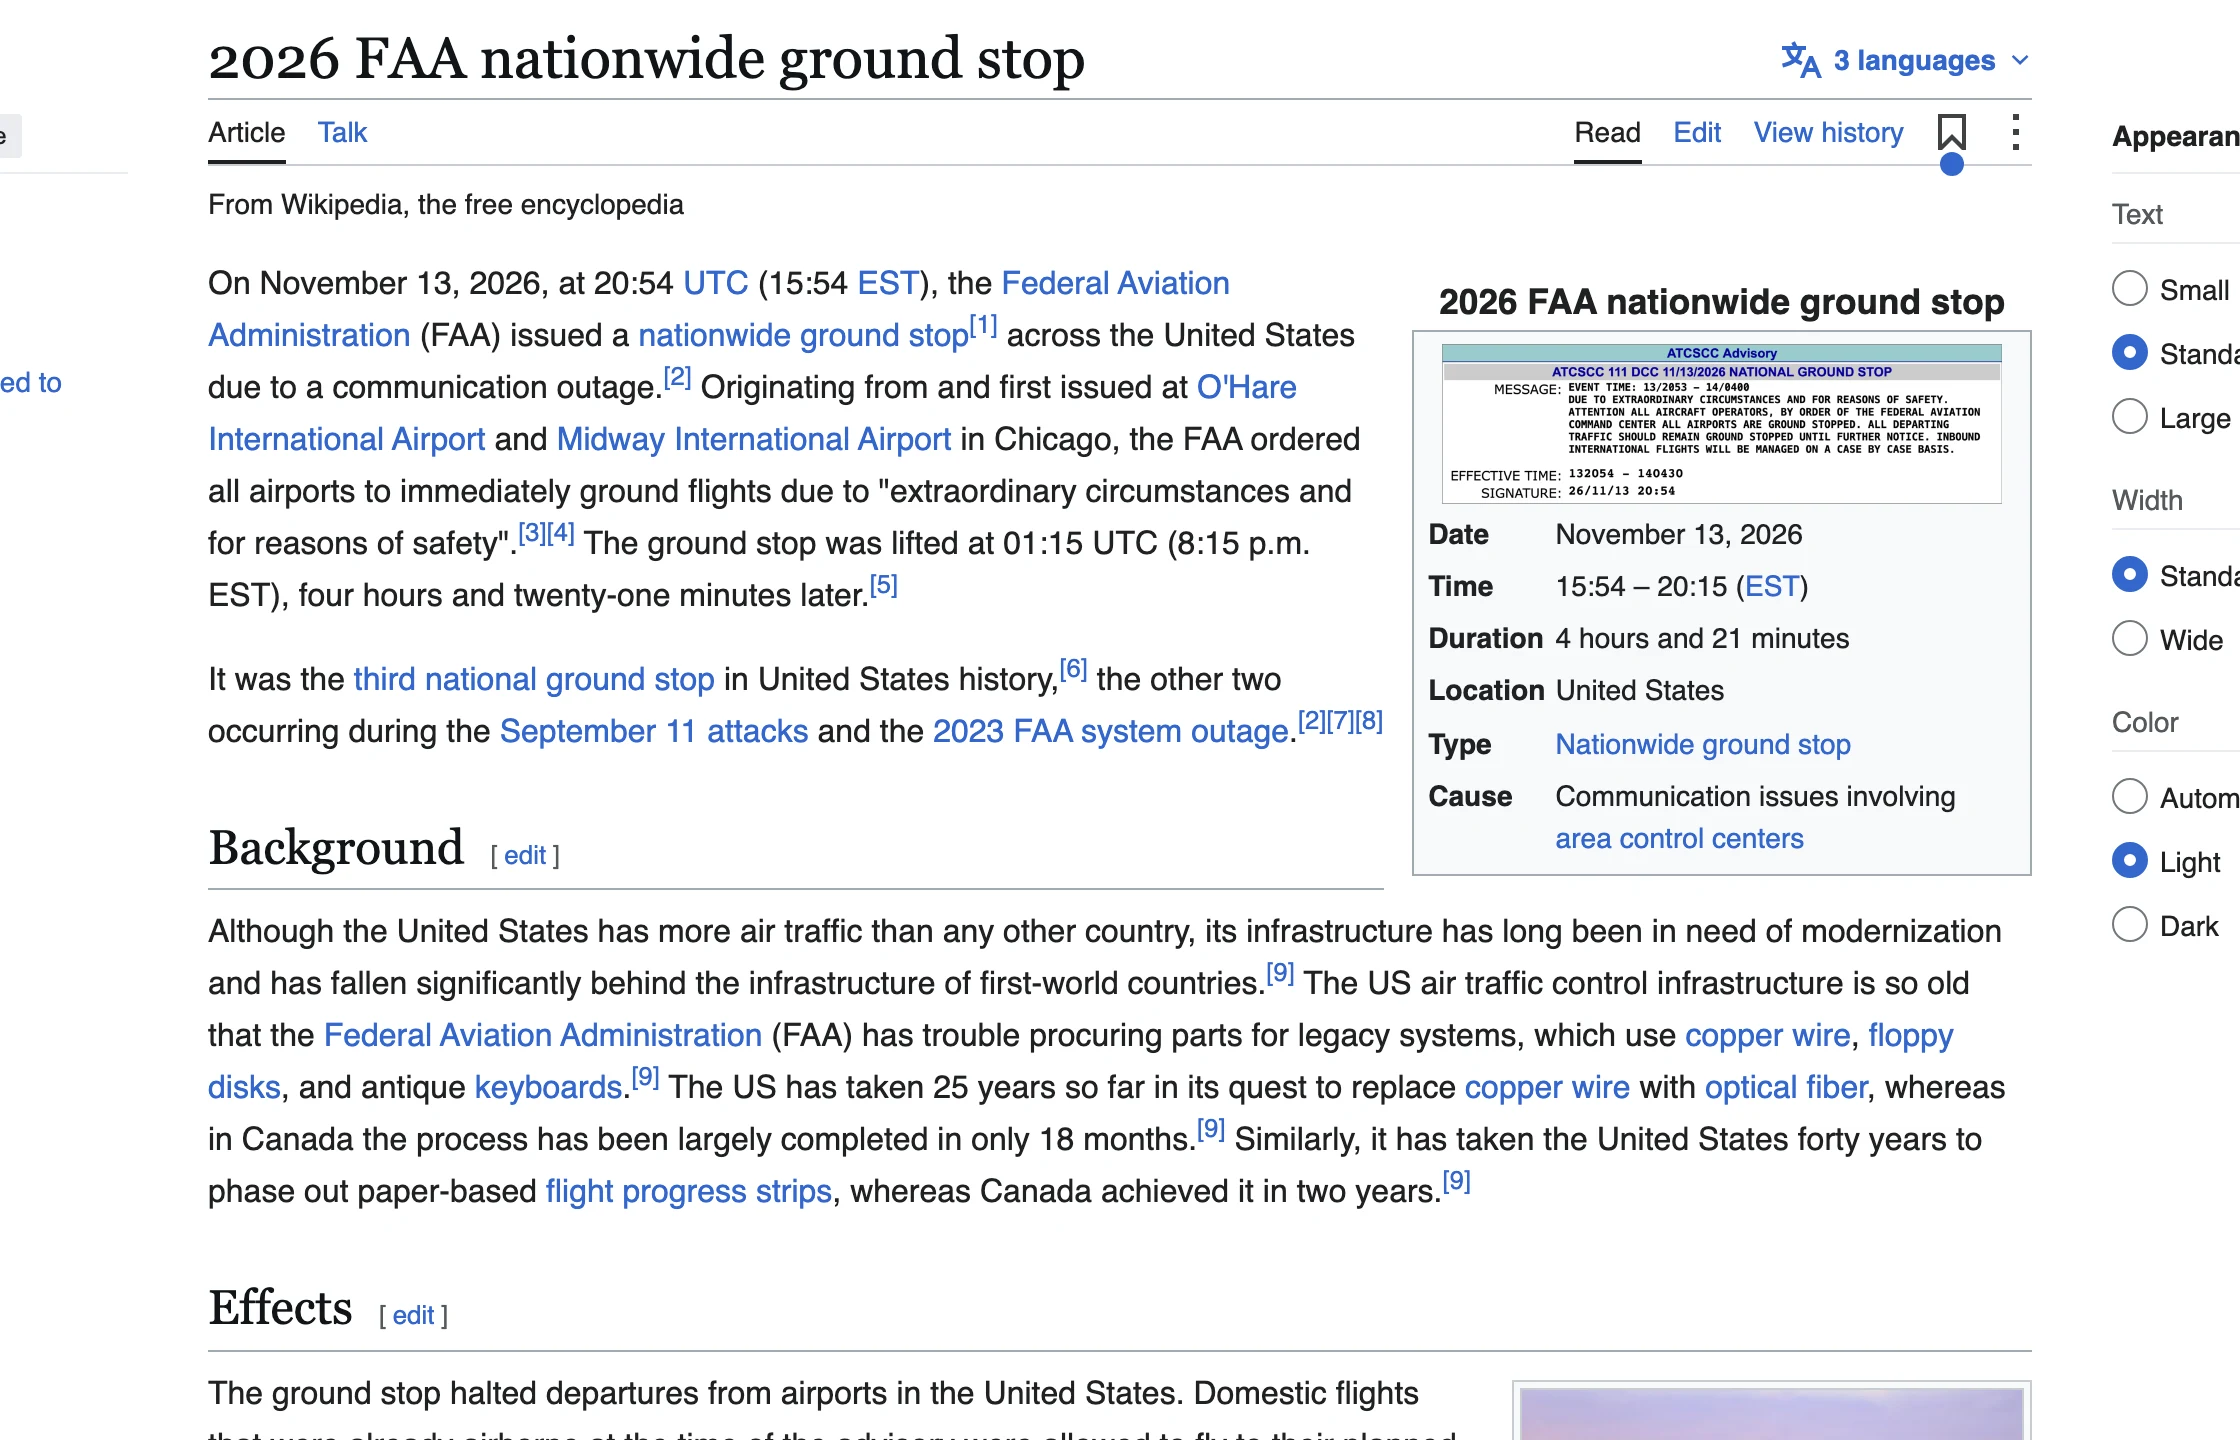 2026 FAA nationwide ground stop
3 languages
Article Talk
Read Edit View history
From Wikipedia, the free encyclopedia
On November 13, 2026, at 20:54 UTC (15:54 EST), the Federal Aviation
Administration (FAA) issued a nationwide ground stop[1] across the United States
due to a communication outage.[2] Originating from and first issued at O'Hare
International Airport and Midway International Airport in Chicago, the FAA ordered
all airports to immediately ground flights due to "extraordinary circumstances and
for reasons of safety".[3][4] The ground stop was lifted at 01:15 UTC (8:15 p.m.
EST), four hours and twenty-one minutes later.[5]
It was the third national ground stop in United States history,[6] the other two
occurring during the September 11 attacks and the 2023 FAA system outage.[2][7][8]
2026 FAA nationwide ground stop
ATCSCC Advisory
ATCSCC 111 DCC 11/13/2026 NATIONAL GROUND STOP
MESSAGE: EVENT TIME: 13/2053 - 14/0400
DUE TO EXTRAORDINARY CIRCUMSTANCES AND FOR REASONS OF SAFETY.
ATTENTION ALL AIRCRAFT OPERATORS, BY ORDER OF THE FEDERAL AVIATION
COMMAND CENTER ALL AIRPORTS ARE GROUND STOPPED. ALL DEPARTING
TRAFFIC SHOULD REMAIN GROUND STOPPED UNTIL FURTHER NOTICE. INBOUND
INTERNATIONAL FLIGHTS WILL BE MANAGED ON A CASE BY CASE BASIS.
EFFECTIVE TIME: 132054 - 140430
SIGNATURE: 26/11/13 20:54
Date November 13, 2026
Time 15:54 – 20:15 (EST)
Duration 4 hours and 21 minutes
Location United States
Type Nationwide ground stop
Cause Communication issues involving
area control centers
Background [ edit ]
Although the United States has more air traffic than any other country, its infrastructure has long been in need of modernization
and has fallen significantly behind the infrastructure of first-world countries.[9] The US air traffic control infrastructure is so old
that the Federal Aviation Administration (FAA) has trouble procuring parts for legacy systems, which use copper wire, floppy
disks, and antique keyboards.[9] The US has taken 25 years so far in its quest to replace copper wire with optical fiber, whereas
in Canada the process has been largely completed in only 18 months.[9] Similarly, it has taken the United States forty years to
phase out paper-based flight progress strips, whereas Canada achieved it in two years.[9]
Effects [ edit ]
The ground stop halted departures from airports in the United States. Domestic flights
that were already airborne at the time of the advisory were allowed to fly to their planned
ed to
Appearan
Text
Small
Standa
Large
Width
Standa
Wide
Color
Autom
Light
Dark